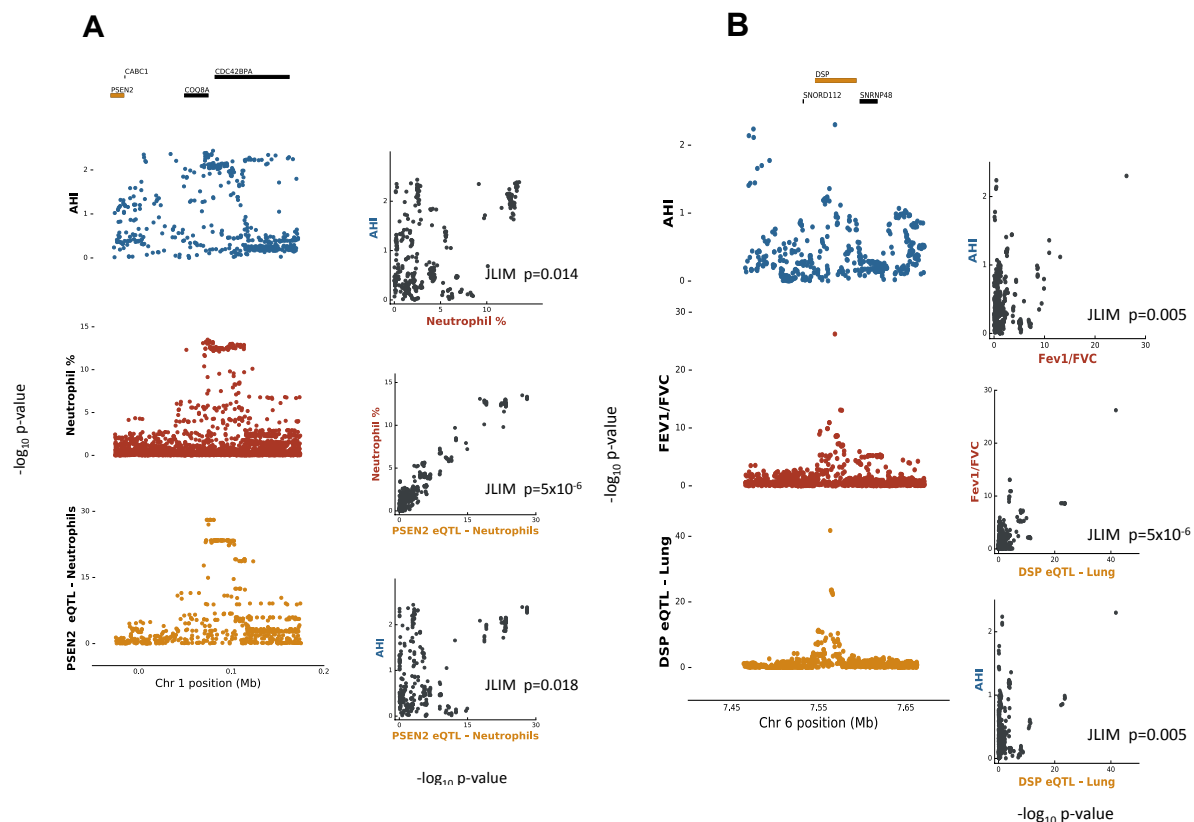 A
CABC1
CDC42BPA
PSEN2
COQ8A
AHI
2
1
0
AHI
2
1
0
0
5
10
Neutrophil %
JLIM p=0.014
Neutrophil %
15
10
5
0
Neutrophil %
15
10
5
0
0
15
30
PSEN2 eQTL – Neutrophils
JLIM p=5x10-6
PSEN2 eQTL – Neutrophils
30
15
0
0.0
0.1
0.2
Chr 1 position (Mb)
AHI
2
1
0
0
15
30
PSEN2 eQTL – Neutrophils
JLIM p=0.018
-log10 p-value
-log10 p-value
B
DSP
SNORD112
SNRNP48
AHI
2
1
0
AHI
2
1
0
0
10
20
30
Fev1/FVC
JLIM p=0.005
FEV1/FVC
30
20
10
0
Fev1/FVC
30
20
10
0
0
20
40
DSP eQTL – Lung
JLIM p=5x10-6
DSP eQTL – Lung
40
20
0
7.45
7.55
7.65
Chr 6 position (Mb)
AHI
2
1
0
0
20
40
DSP eQTL – Lung
JLIM p=0.005
-log10 p-value
-log10 p-value